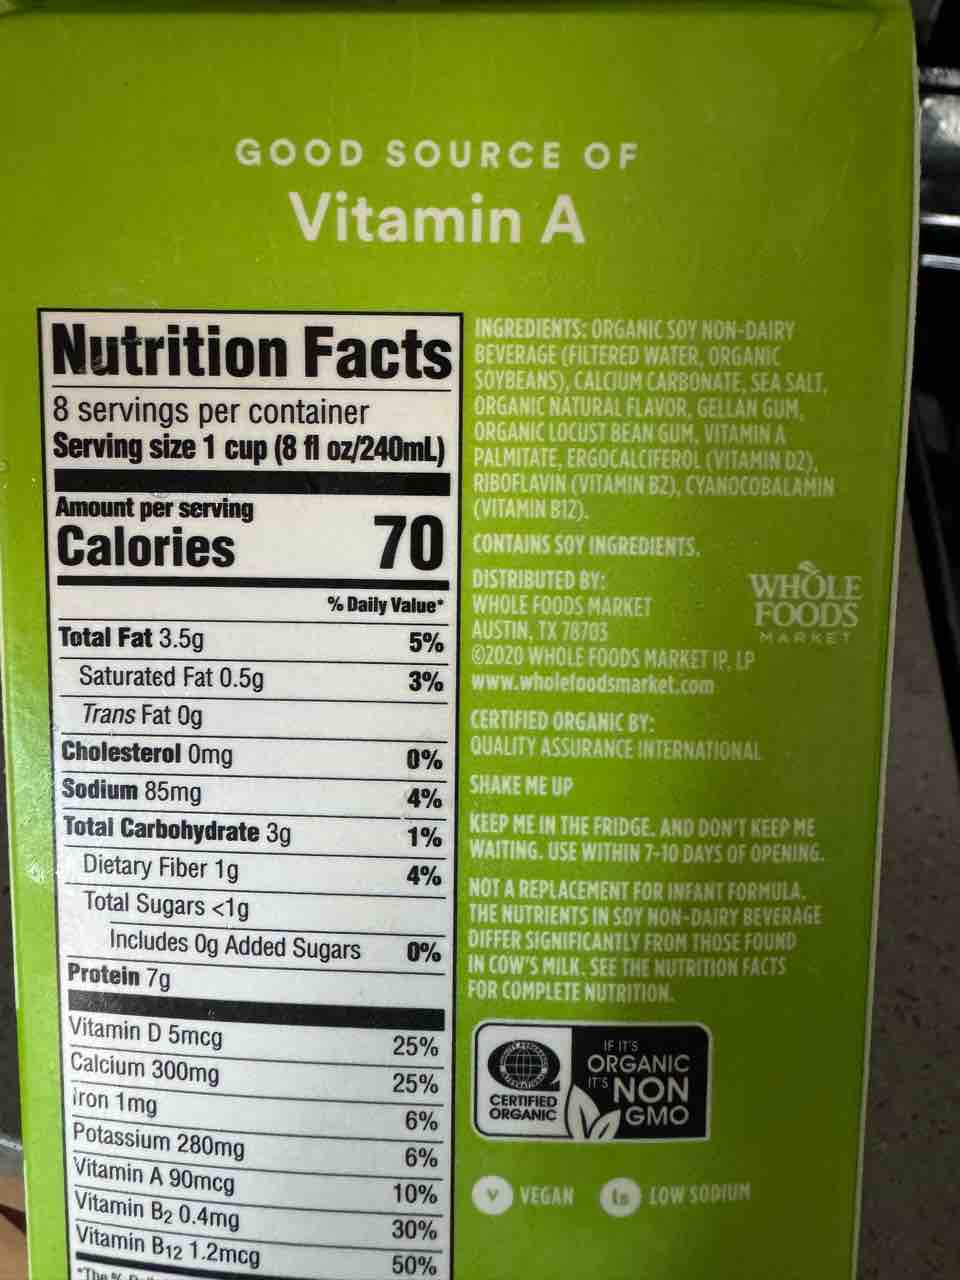 GOOD SOURCE OF
Vitamin A
Nutrition Facts
8 servings per container
Serving size 1 cup (8 fl oz/240mL)
Amount per serving
Calories 70
% Daily Value*
Total Fat 3.5g 5%
Saturated Fat 0.5g 3%
Trans Fat 0g
Cholesterol 0mg 0%
Sodium 85mg 4%
Total Carbohydrate 3g 1%
Dietary Fiber 1g 4%
Total Sugars <1g
Includes 0g Added Sugars 0%
Protein 7g
Vitamin D 5mcg 25%
Calcium 300mg 25%
Iron 1mg 6%
Potassium 280mg 6%
Vitamin A 90mcg 10%
Vitamin B2 0.4mg 30%
Vitamin B12 1.2mcg 50%
*The %
INGREDIENTS: ORGANIC SOY NON-DAIRY
BEVERAGE (FILTERED WATER, ORGANIC
SOYBEANS), CALCIUM CARBONATE, SEA SALT,
ORGANIC NATURAL FLAVOR, GELLAN GUM,
ORGANIC LOCUST BEAN GUM, VITAMIN A
PALMITATE, ERGOCALCIFEROL (VITAMIN D2),
RIBOFLAVIN (VITAMIN B2), CYANOCOBALAMIN
(VITAMIN B12).
CONTAINS SOY INGREDIENTS.
DISTRIBUTED BY:
WHOLE FOODS MARKET
AUSTIN, TX 78703
©2020 WHOLE FOODS MARKET IP, LP
www.wholefoodsmarket.com
WHOLE
FOODS
MARKET
CERTIFIED ORGANIC BY:
QUALITY ASSURANCE INTERNATIONAL
SHAKE ME UP
KEEP ME IN THE FRIDGE. AND DON'T KEEP ME
WAITING. USE WITHIN 7-10 DAYS OF OPENING.
NOT A REPLACEMENT FOR INFANT FORMULA.
THE NUTRIENTS IN SOY NON-DAIRY BEVERAGE
DIFFER SIGNIFICANTLY FROM THOSE FOUND
IN COW'S MILK. SEE THE NUTRITION FACTS
FOR COMPLETE NUTRITION.
CERTIFIED
ORGANIC
IF IT'S
ORGANIC
IT'S NON
GMO
V VEGAN
ls LOW SODIUM